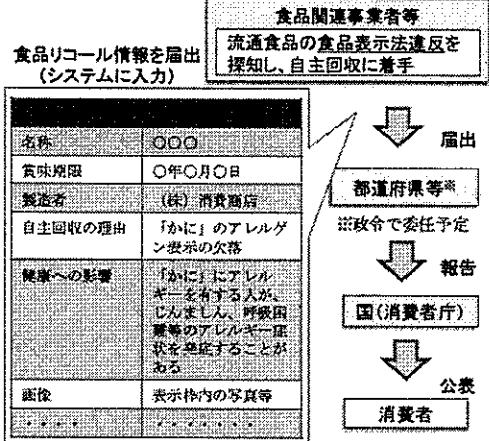 食品関連事業者等
流通食品の食品表示法違反を
探知し、自主回収に着手
食品リコール情報を届出
(システムに入力)
名称
〇〇〇
賞味期限
〇年〇月〇日
製造者
(株) 消費商店
自主回収の理由
「かに」のアレルゲ
ン表示の欠落
健康への影響
「かに」にアレル
ギーを有する人が、
じんましん、呼吸困
難等のアレルギー症
状を発症することが
ある
画像
表示枠内の写真等
・・・・
・・・・・・・
届出
都道府県等※
※政令で委任予定
報告
国(消費者庁)
公表
消費者